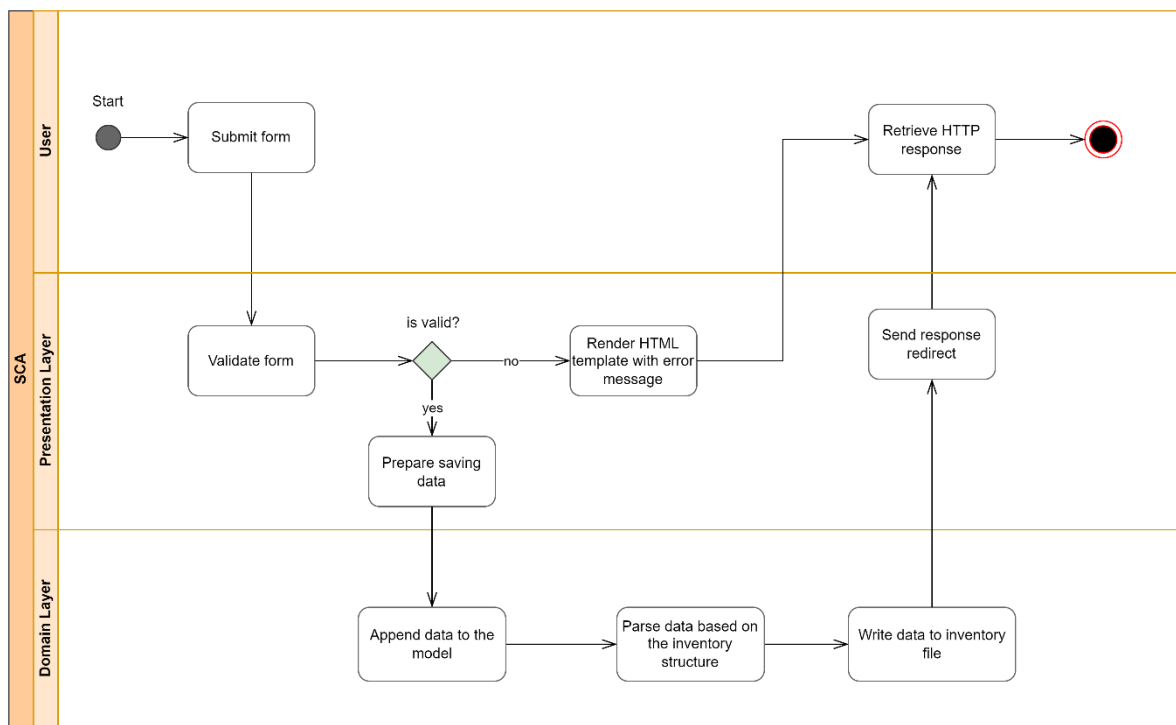 SCA
User
Start
Submit form
Retrieve HTTP
response
Presentation Layer
Validate form
is valid?
no
yes
Render HTML
template with error
message
Send response
redirect
Prepare saving
data
Domain Layer
Append data to the
model
Parse data based on
the inventory
structure
Write data to inventory
file